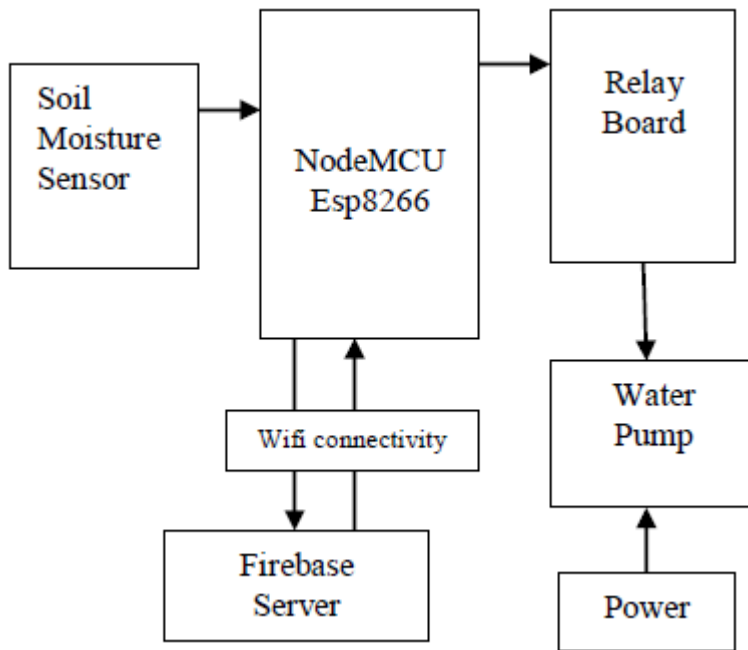 Soil
Moisture
Sensor
NodeMCU
Esp8266
Relay
Board
Wifi connectivity
Water
Pump
Firebase
Server
Power